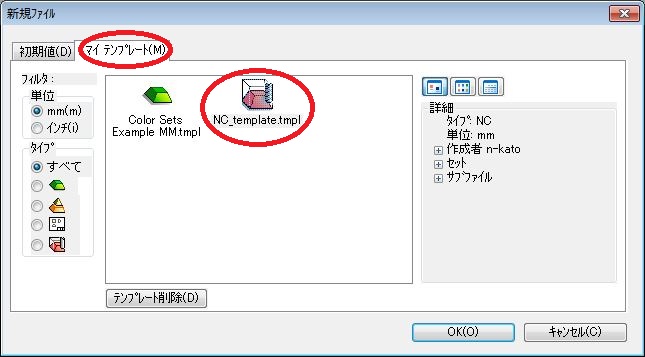 新規ファイル
初期値(D)
マイ テンプレート(M)
フィルタ:
単位
mm(m)
インチ(i)
タイプ
すべて
Color Sets
Example MM.tmpl
NC_template.tmpl
詳細
タイプ: NC
単位: mm
作成者 n-kato
セット
サブファイル
テンプレート削除(D)
OK(O)
キャンセル(C)